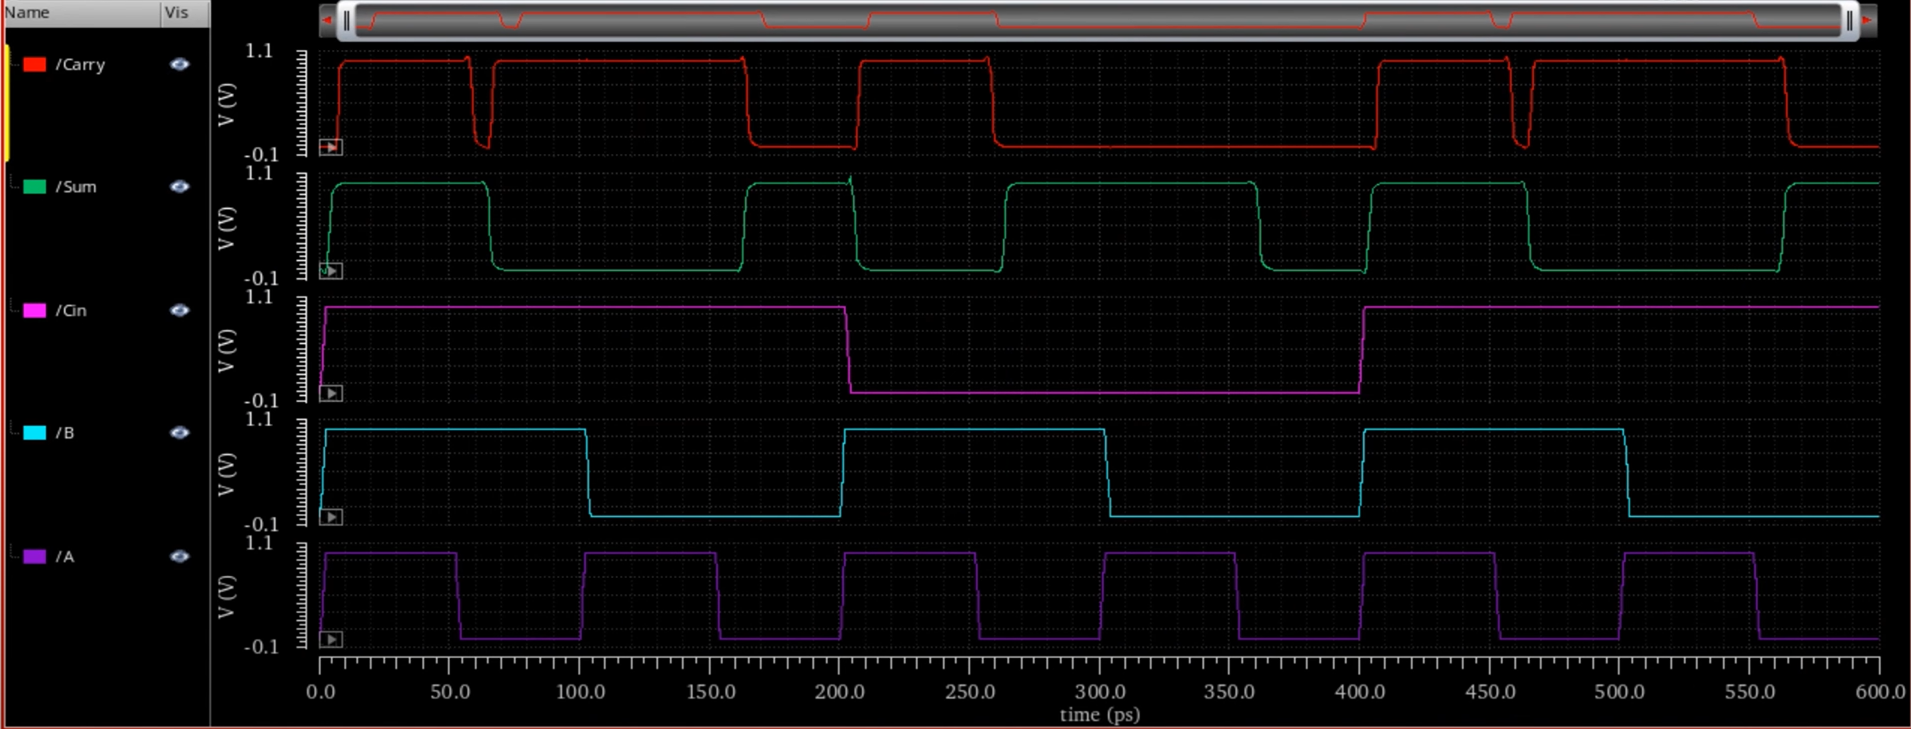 Name Vis
/Carry
/Sum
/Cin
/B
/A
1.1
V (V)
-0.1
1.1
V (V)
-0.1
1.1
V (V)
-0.1
1.1
V (V)
-0.1
1.1
V (V)
-0.1
0.0 50.0 100.0 150.0 200.0 250.0 300.0 350.0 400.0 450.0 500.0 550.0 600.0
time (ps)